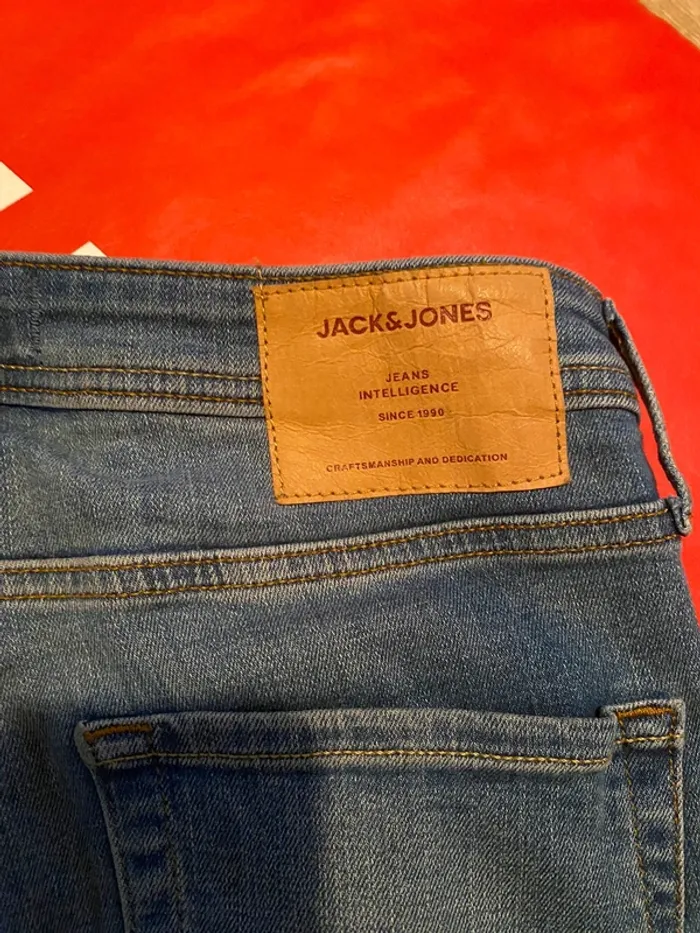 JACK&JONES
JEANS
INTELLIGENCE
SINCE 1990
CRAFTSMANSHIP AND DEDICATION